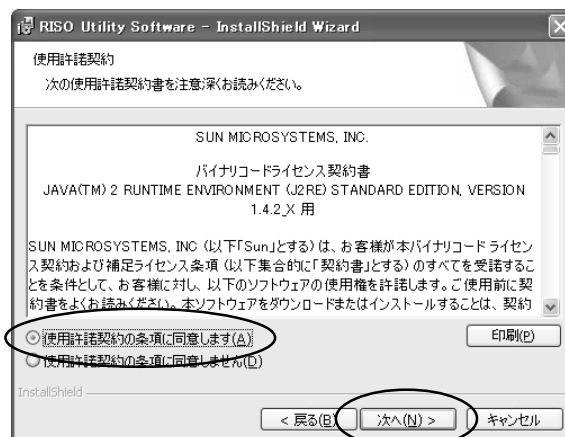 RISO Utility Software - InstallShield Wizard
使用許諾契約
次の使用許諾契約書を注意深くお読みください。
SUN MICROSYSTEMS, INC.
バイナリコードライセンス契約書
JAVA(TM) 2 RUNTIME ENVIRONMENT (J2RE) STANDARD EDITION, VERSION
1.4.2_X 用
SUN MICROSYSTEMS, INC (以下「Sun」とする) は、お客様が本バイナリコード ライセン
ス契約および補足ライセンス条項 (以下集合的に「契約書」とする) のすべてを受諾するこ
とを条件として、お客様に対し、以下のソフトウェアの使用権を許諾します。ご使用前に契
約書をよくお読みください。本ソフトウェアをダウンロードまたはインストールすることは、契約
使用許諾契約の条項に同意します(A)
印刷(P)
使用許諾契約の条項に同意しません(D)
InstallShield
< 戻る(B)
次へ(N) >
キャンセル